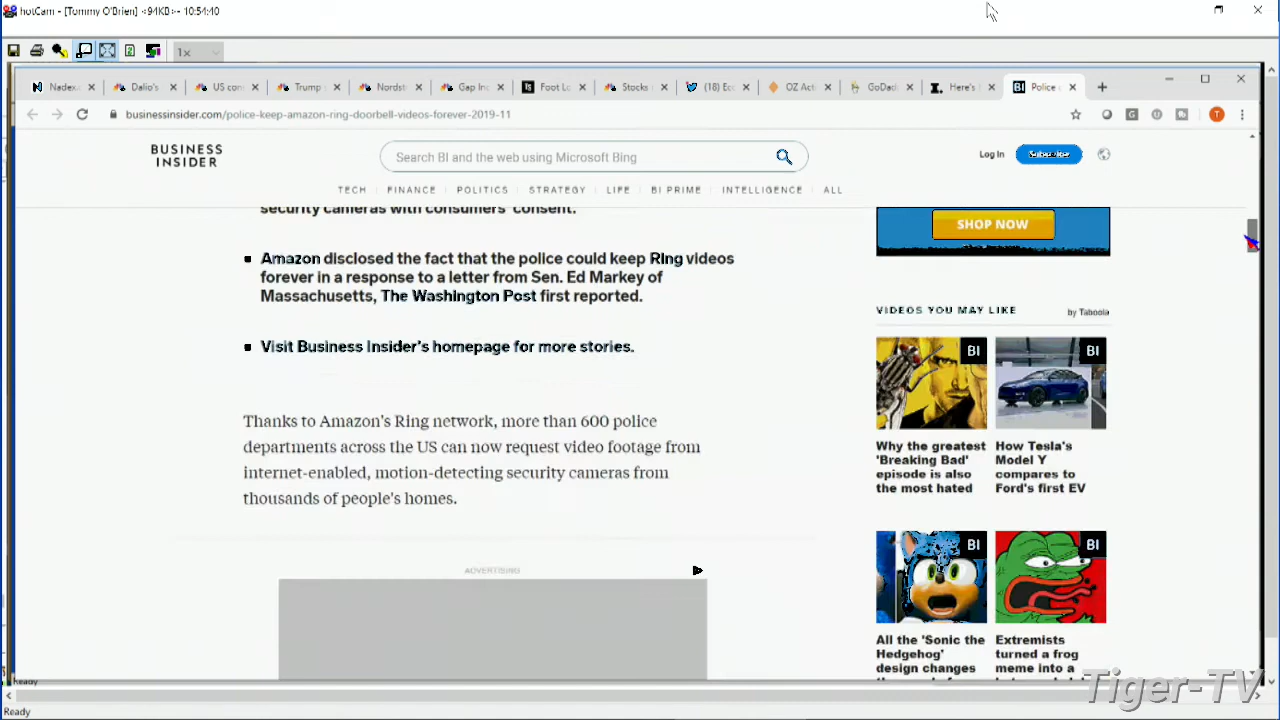 hotCam - [Tommy O'Brien] <94KB>- 10:54:40
1x
Nadex
Dalio's
US con
Trump
Nordst
Gap Inc
Foot Lo
Stocks
(18) Ec
OZ Acti
GoDad
Here's
BI Police
businessinsider.com/police-keep-amazon-ring-doorbell-videos-forever-2019-11
T
BUSINESS
INSIDER
Search BI and the web using Microsoft Bing
Log In
Subscribe
TECH FINANCE POLITICS STRATEGY LIFE BI PRIME INTELLIGENCE ALL
security cameras with consumers' consent.
Amazon disclosed the fact that the police could keep Ring videos
forever in a response to a letter from Sen. Ed Markey of
Massachusetts, The Washington Post first reported.
Visit Business Insider's homepage for more stories.
Thanks to Amazon's Ring network, more than 600 police
departments across the US can now request video footage from
internet-enabled, motion-detecting security cameras from
thousands of people's homes.
ADVERTISING
SHOP NOW
VIDEOS YOU MAY LIKE
by Taboola
BI
BI
Why the greatest
'Breaking Bad'
episode is also
the most hated
How Tesla's
Model Y
compares to
Ford's first EV
BI
BI
All the 'Sonic the
Hedgehog'
design changes
Extremists
turned a frog
meme into a
Tiger-TV
Ready
Ready